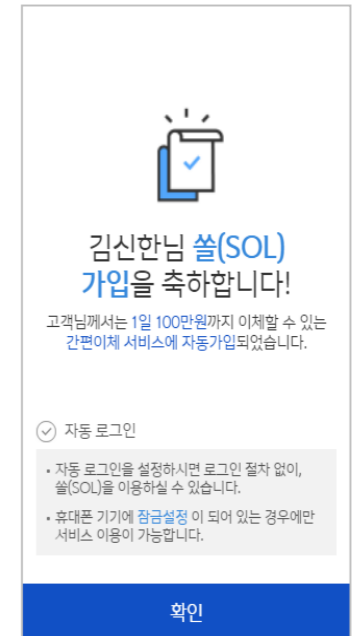 김신한님 쏠(SOL)
가입을 축하합니다!
고객님께서는 1일 100만원까지 이체할 수 있는
간편이체 서비스에 자동가입되었습니다.
자동 로그인
• 자동 로그인을 설정하시면 로그인 절차 없이,
쏠(SOL)을 이용하실 수 있습니다.
• 휴대폰 기기에 잠금설정 이 되어 있는 경우에만
서비스 이용이 가능합니다.
확인